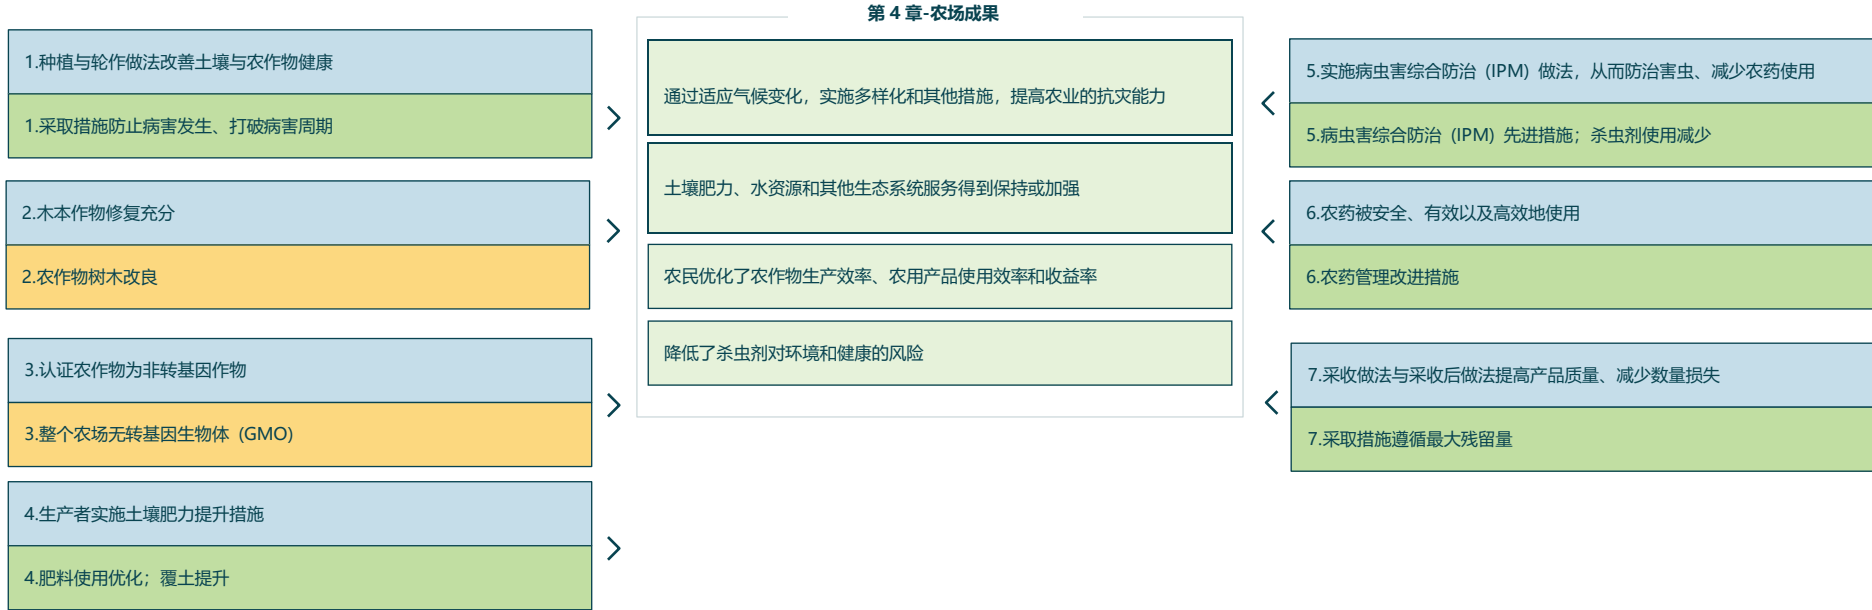 第 4 章-农场成果
1.种植与轮作做法改善土壤与农作物健康
1.采取措施防止病害发生、打破病害周期
2.木本作物修复充分
2.农作物树木改良
3.认证农作物为非转基因作物
3.整个农场无转基因生物体 (GMO)
4.生产者实施土壤肥力提升措施
4.肥料使用优化；覆土提升
通过适应气候变化，实施多样化和其他措施，提高农业的抗灾能力
土壤肥力、水资源和其他生态系统服务得到保持或加强
农民优化了农作物生产效率、农用产品使用效率和收益率
降低了杀虫剂对环境和健康的风险
5.实施病虫害综合防治 (IPM) 做法，从而防治害虫、减少农药使用
5.病虫害综合防治 (IPM) 先进措施；杀虫剂使用减少
6.农药被安全、有效以及高效地使用
6.农药管理改进措施
7.采收做法与采收后做法提高产品质量、减少数量损失
7.采取措施遵循最大残留量